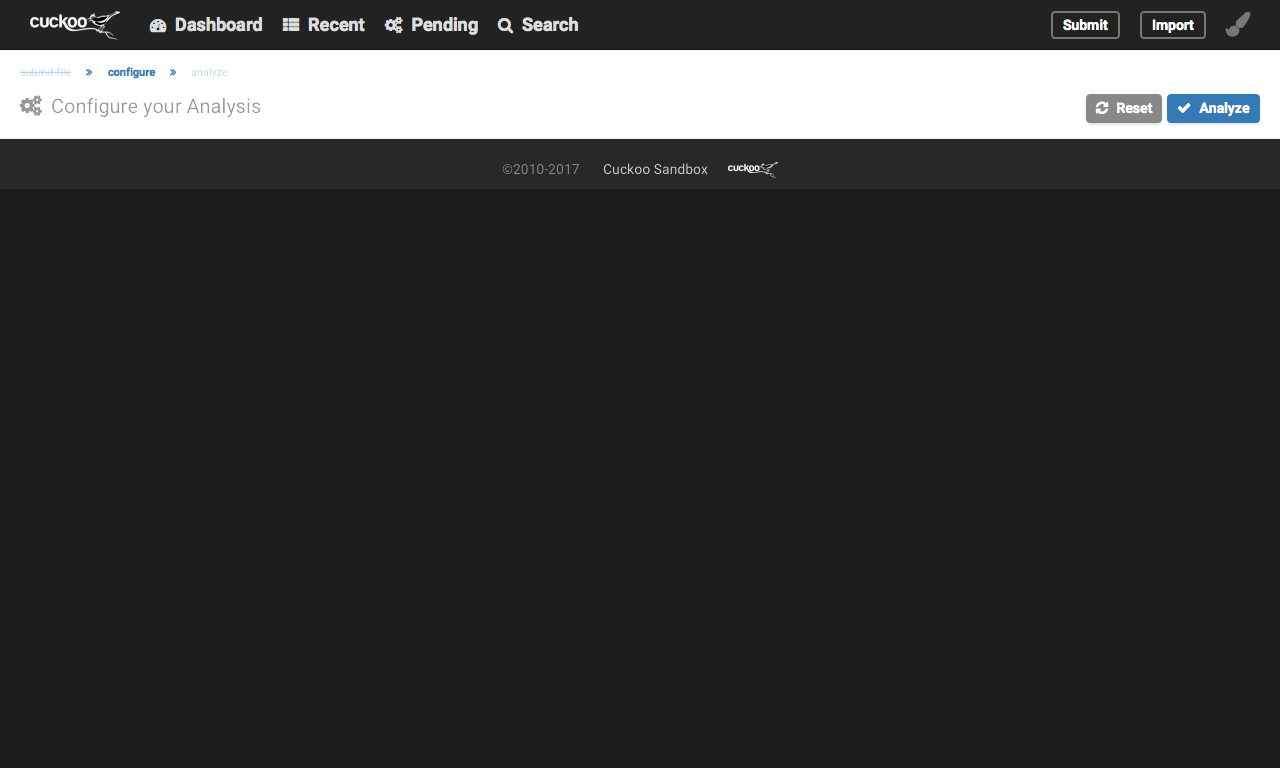 cuckoo Dashboard Recent Pending Search Submit Import
submit file » configure » analyze
Configure your Analysis Reset Analyze
©2010-2017 Cuckoo Sandbox cuckoo